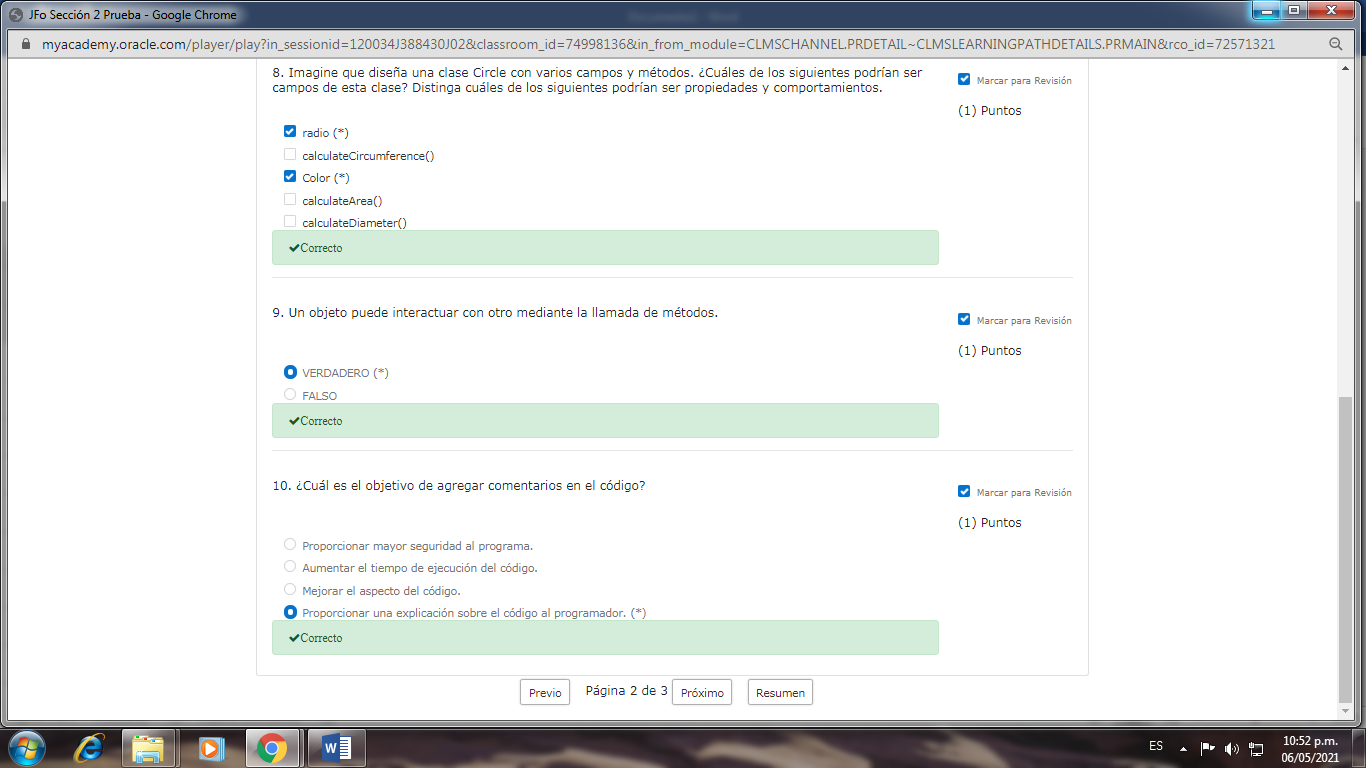 JFo Sección 2 Prueba - Google Chrome
myacademy.oracle.com/player/play?in_sessionid=120034J388430J02&classroom_id=74998136&in_from_module=CLMSCHANNEL.PRDETAIL~CLMSLEARNINGPATHDETAILS.PRMAIN&rco_id=72571321
8. Imagine que diseña una clase Circle con varios campos y métodos. ¿Cuáles de los siguientes podrían ser
campos de esta clase? Distinga cuáles de los siguientes podrían ser propiedades y comportamientos.
Marcar para Revisión
(1) Puntos
radio (*)
calculateCircumference()
Color (*)
calculateArea()
calculateDiameter()
Correcto
9. Un objeto puede interactuar con otro mediante la llamada de métodos.
Marcar para Revisión
(1) Puntos
VERDADERO (*)
FALSO
Correcto
10. ¿Cuál es el objetivo de agregar comentarios en el código?
Marcar para Revisión
(1) Puntos
Proporcionar mayor seguridad al programa.
Aumentar el tiempo de ejecución del código.
Mejorar el aspecto del código.
Proporcionar una explicación sobre el código al programador. (*)
Correcto
Previo Página 2 de 3 Próximo Resumen
ES
10:52 p.m.
06/05/2021